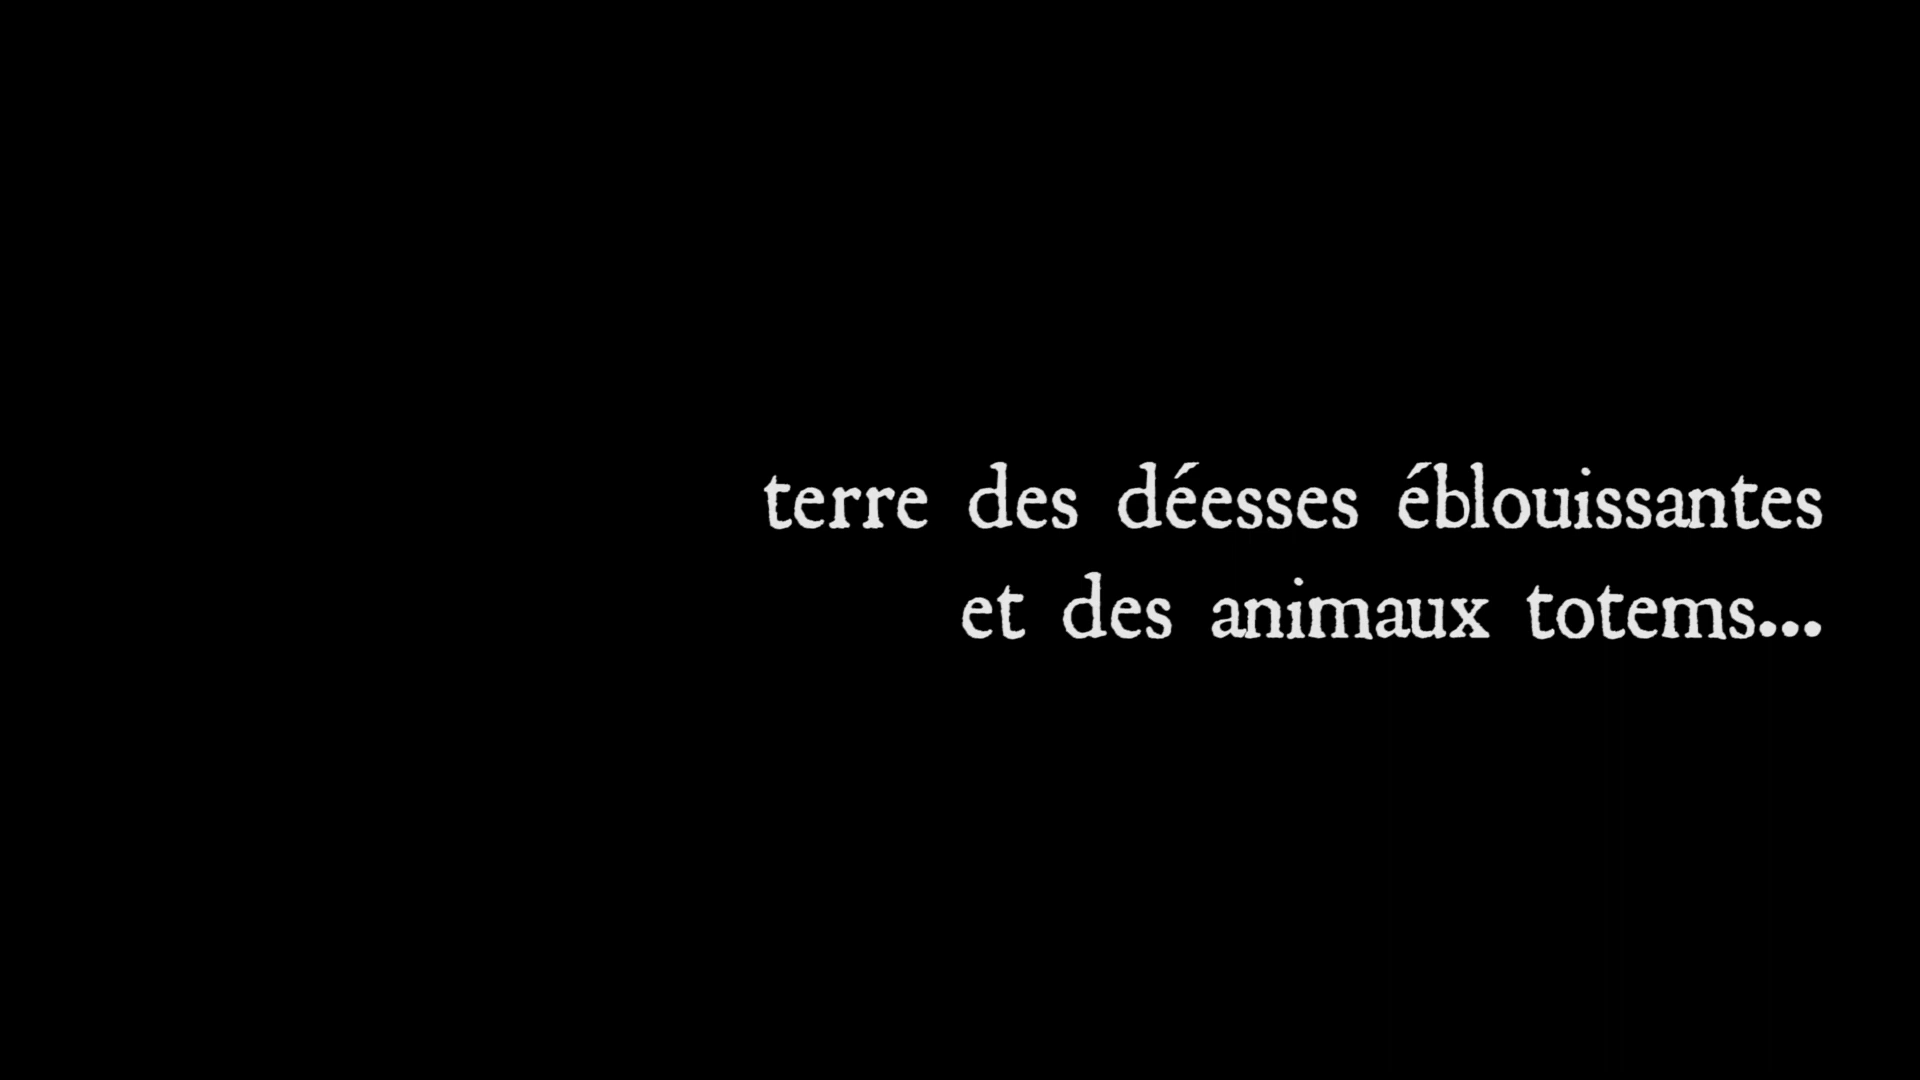 terre des déesses éblouissantes
et des animaux totems...